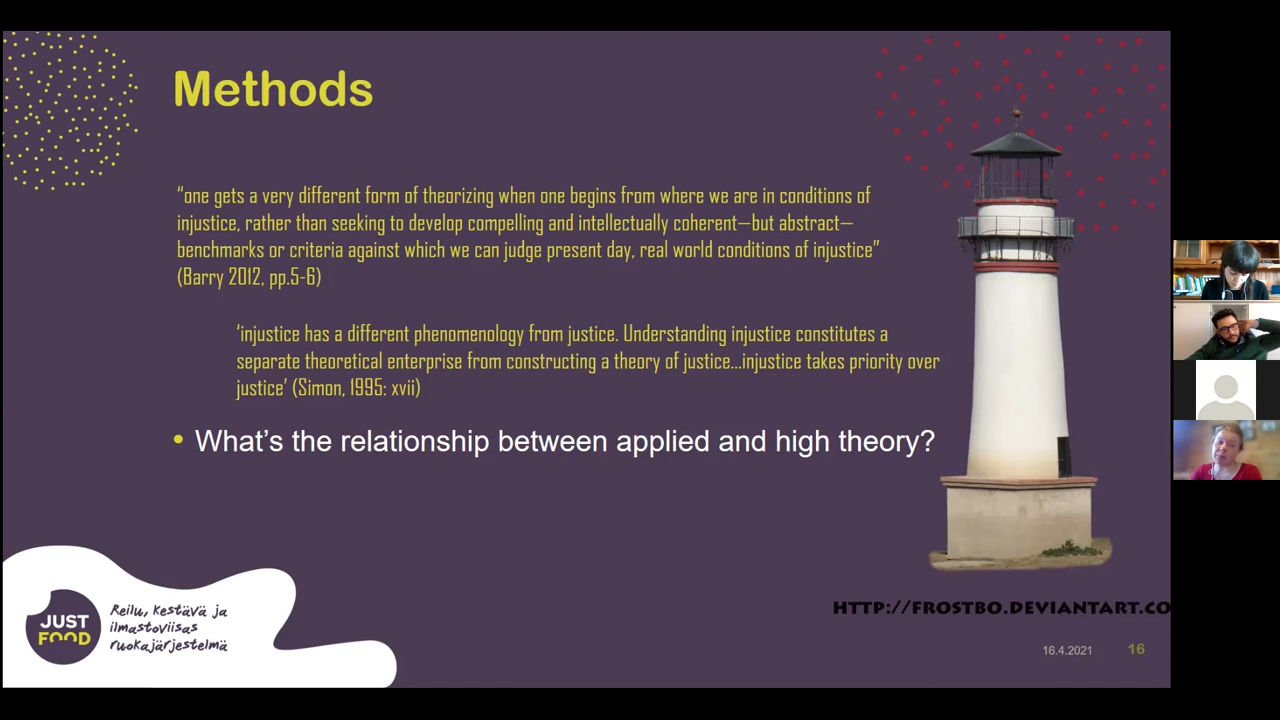 Methods
“one gets a very different form of theorizing when one begins from where we are in conditions of
injustice, rather than seeking to develop compelling and intellectually coherent—but abstract—
benchmarks or criteria against which we can judge present day, real world conditions of injustice”
(Barry 2012, pp.5-6)
‘injustice has a different phenomenology from justice. Understanding injustice constitutes a
separate theoretical enterprise from constructing a theory of justice...injustice takes priority over
justice’ (Simon, 1995: xvii)
• What’s the relationship between applied and high theory?
HTTP://FROSTBO.DEVIANTART.CO
JUST
FOOD
Reilu, kestävä ja
ilmastoviisas
ruokajärjestelmä
16.4.2021
16